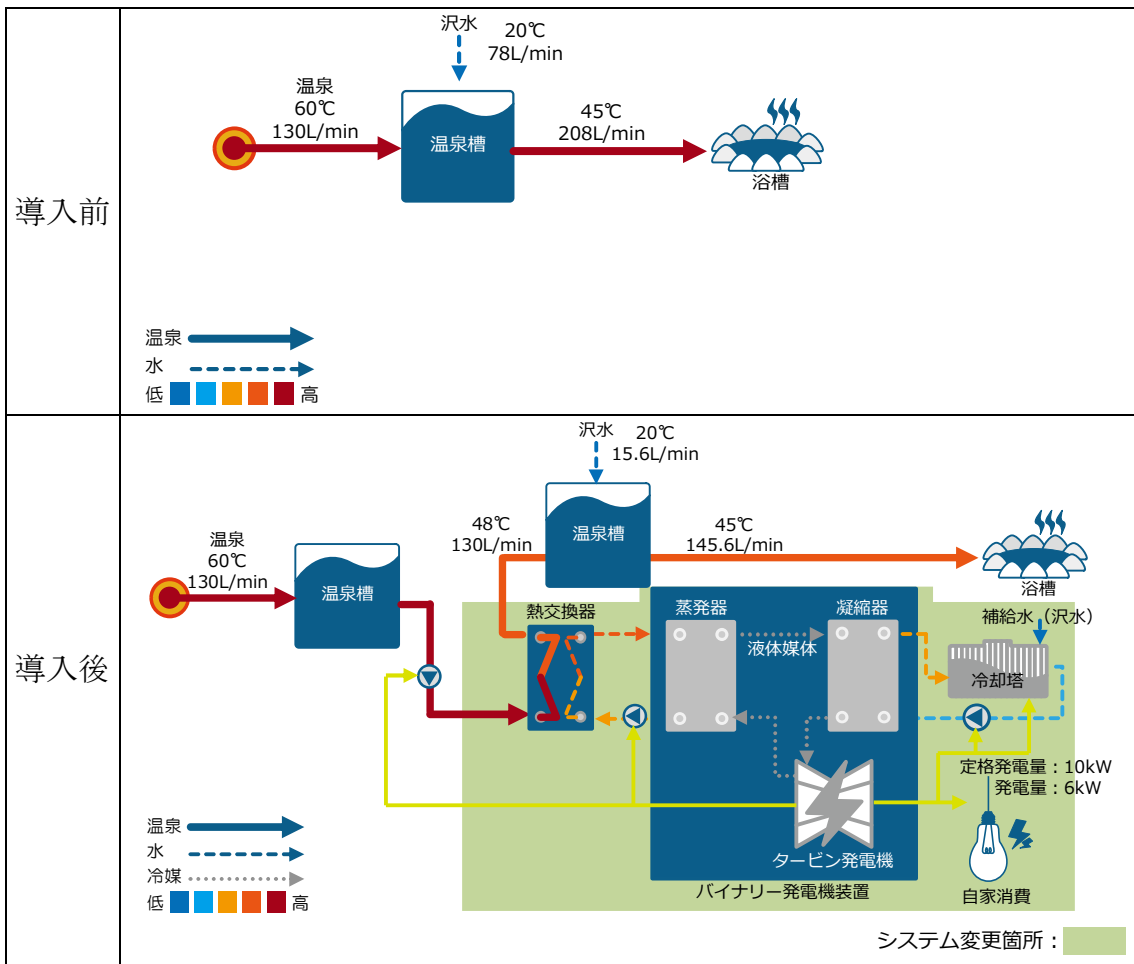 導入前
沢水
20℃
78L/min
温泉
60℃
130L/min
温泉槽
45℃
208L/min
浴槽
温泉
水
低
高
導入後
沢水
20℃
15.6L/min
温泉槽
48℃
130L/min
45℃
145.6L/min
浴槽
温泉
60℃
130L/min
温泉槽
熱交換器
蒸発器
凝縮器
液体媒体
補給水（沢水）
冷却塔
定格発電量：10kW
発電量：6kW
タービン発電機
バイナリー発電機装置
自家消費
温泉
水
冷媒
低
高
システム変更箇所：